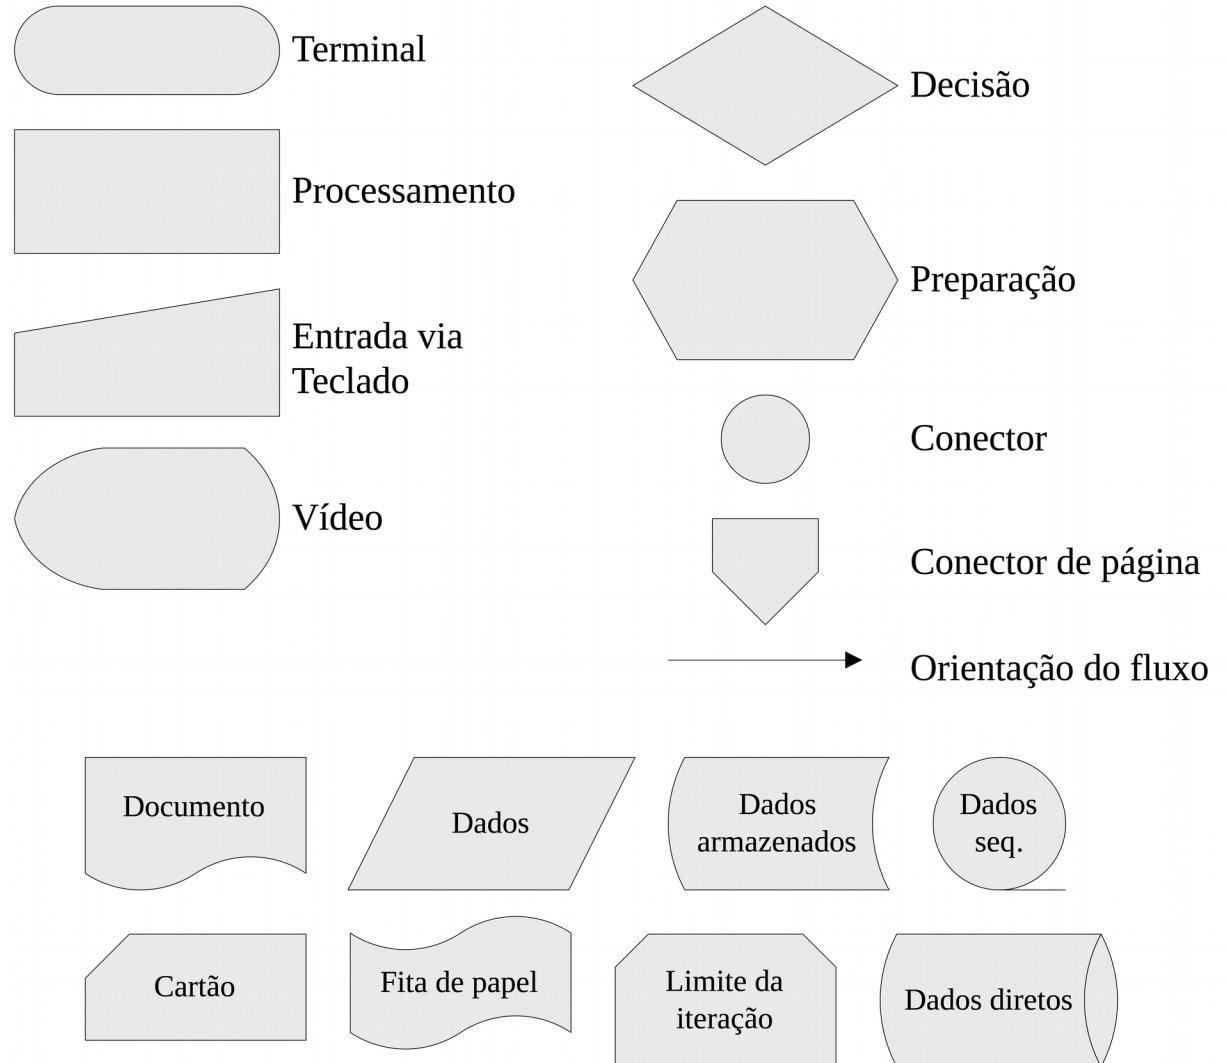 Terminal
Decisão
Processamento
Preparação
Entrada via
Teclado
Conector
Vídeo
Conector de página
Orientação do fluxo
Documento
Dados
Dados
armazenados
Dados
seq.
Cartão
Fita de papel
Limite da
iteração
Dados diretos